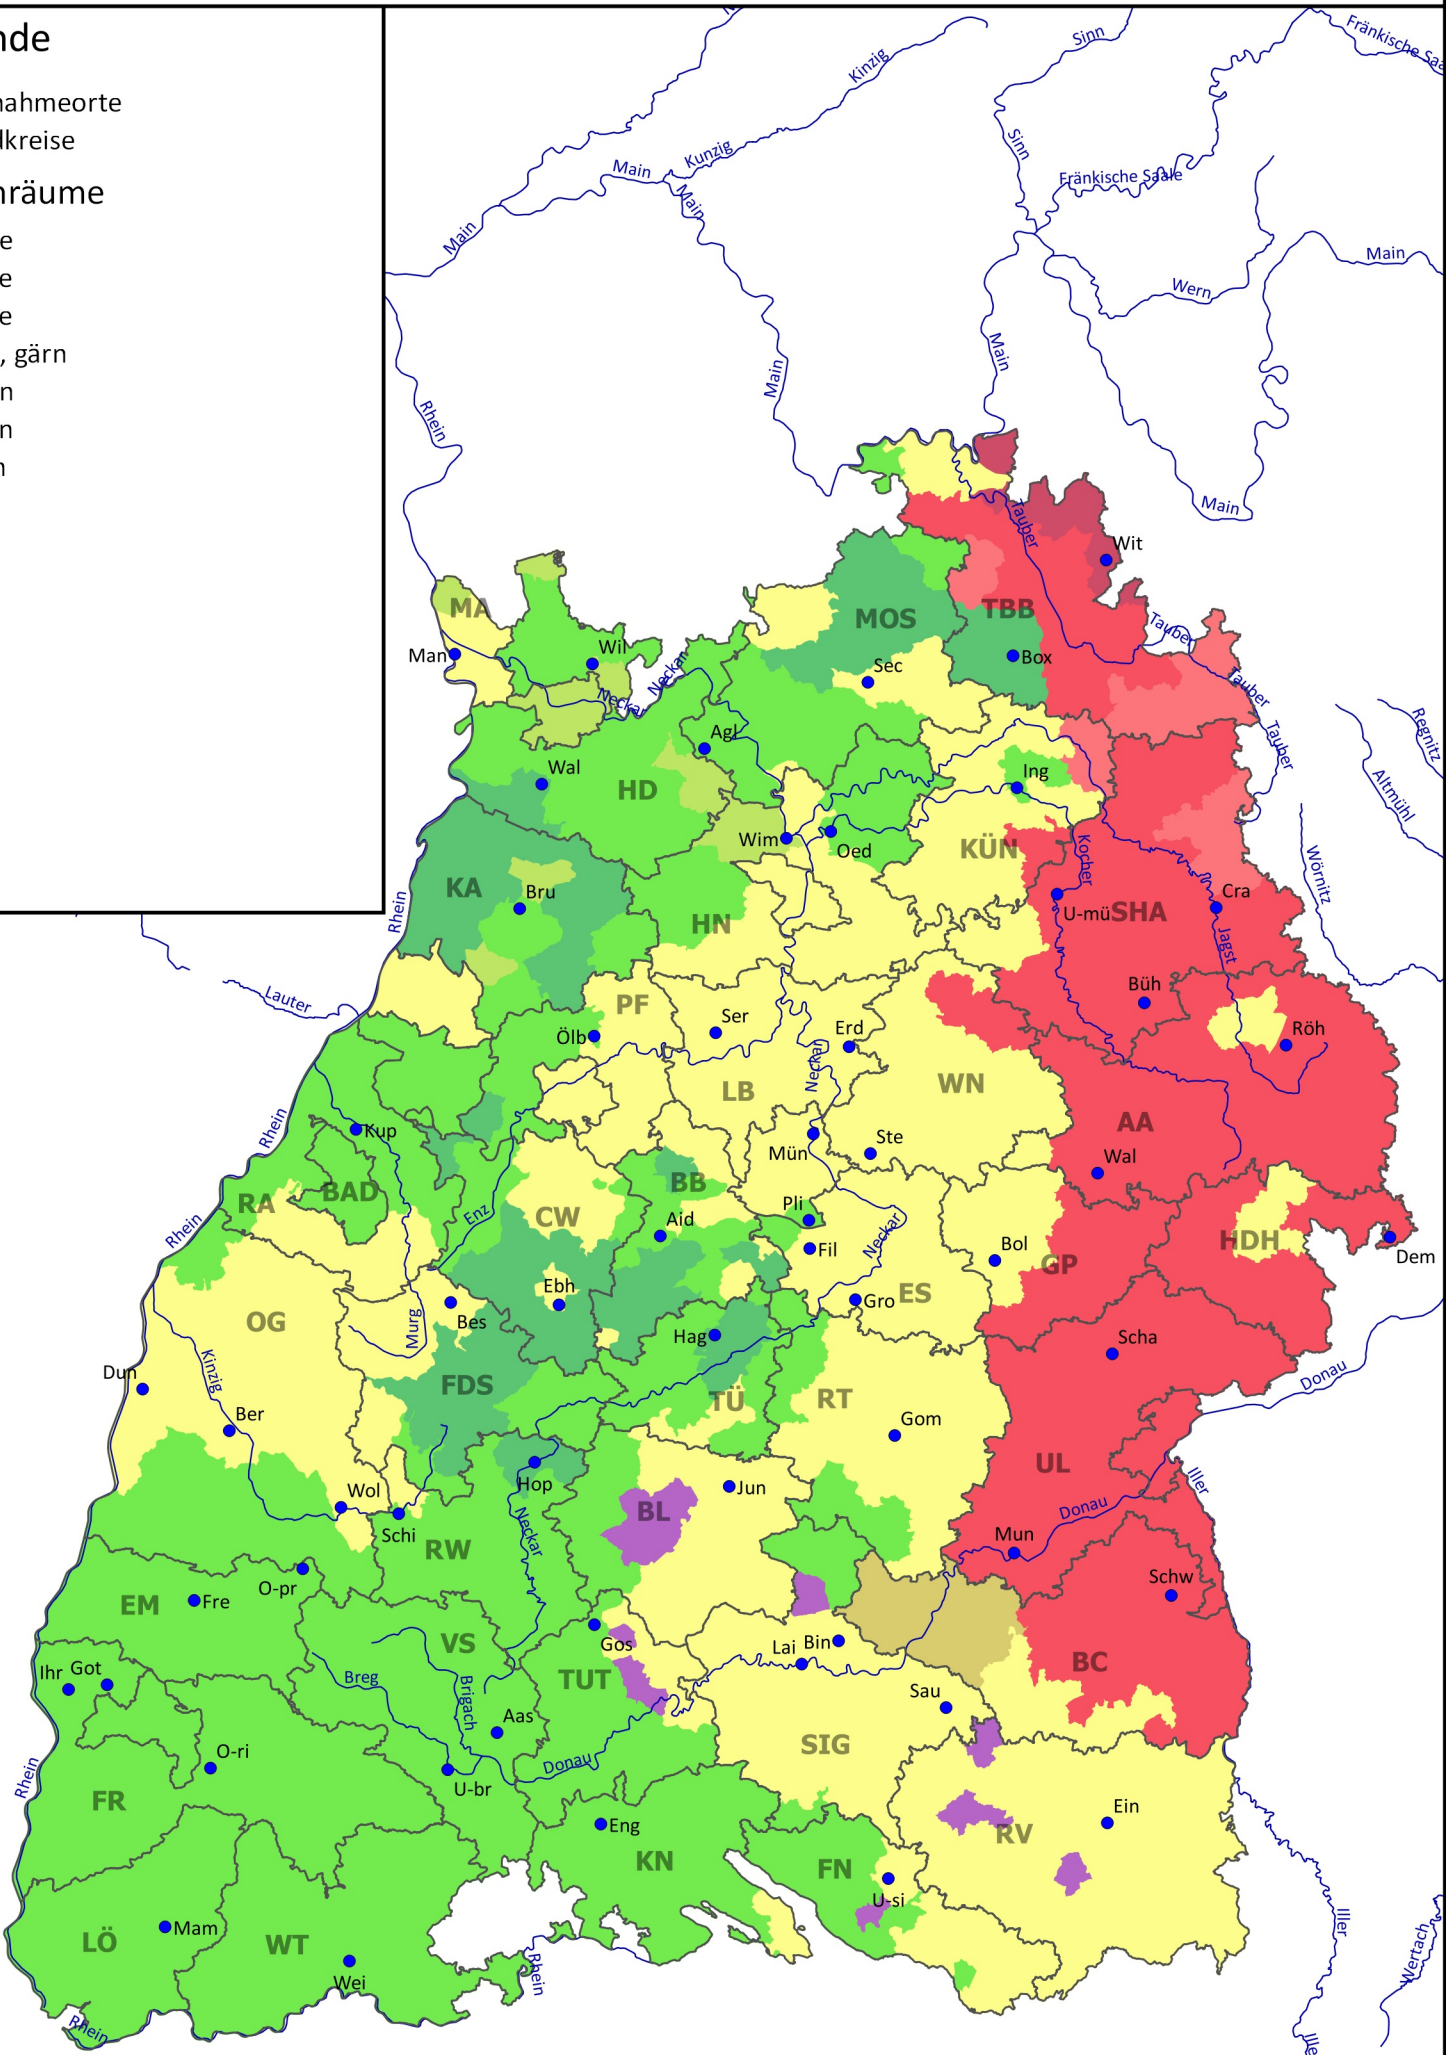 nde
nahmeorte
dkreise
nräume
e
e
e
, gärn
n
n
n
Kinzig
Sinn
Fränkische Saa
Sinn
Main
Kunzig
Fränkische Saale
Main
Main
Main
Wern
Main
Main
Rhein
Main
Tauber
Wit
MA
MOS
TBB
Tauber
Man
Wil
Sec
Box
Neckar
Neckar
Tauber
Regnitz
Agl
Tauber
Wal
HD
Ing
Altmühl
Wim
Oed
KÜN
Kocher
Wörnitz
KA
Bru
Rhein
HN
U-mü
SHA
Cra
Jagst
Lauter
PF
Büh
Ölb
Ser
Erd
Röh
Neckar
LB
WN
Rhein
Kup
AA
Mün
Ste
Wal
RA
BAD
BB
Rhein
Enz
CW
Aid
Pli
Fil
Neckar
Bol
GP
HDH
Dem
OG
Murg
Bes
Ebh
Gro
ES
Hag
Scha
Dun
Kinzig
FDS
TÜ
RT
Donau
Ber
Gom
UL
Wol
Hop
Jun
Iller
Schi
BL
Donau
RW
Neckar
Mun
O-pr
Schw
EM
Fre
VS
Gos
Lai
Bin
BC
Ihr
Got
Breg
Brigach
TUT
Sau
Aas
O-ri
SIG
Rhein
Donau
FR
U-br
Eng
Ein
RV
KN
FN
U-si
Mam
LÖ
WT
Iller
Wertach
Wei
Rhein
Rhein
Ille